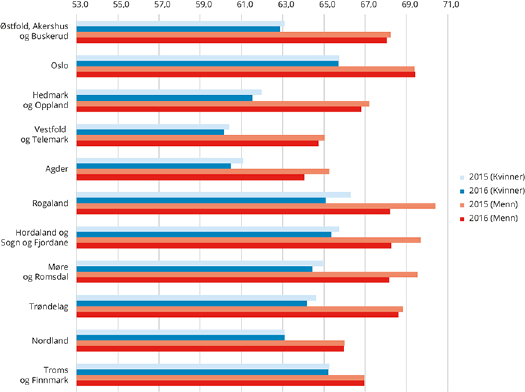 53,0 55,0 57,0 59,0 61,0 63,0 65,0 67,0 69,0 71,0
Østfold, Akershus
og Buskerud
Oslo
Hedmark
og Oppland
Vestfold
og Telemark
Agder
Rogaland
Hordaland og
Sogn og Fjordane
Møre
og Romsdal
Trøndelag
Nordland
Troms
og Finnmark
2015 (Kvinner)
2016 (Kvinner)
2015 (Menn)
2016 (Menn)